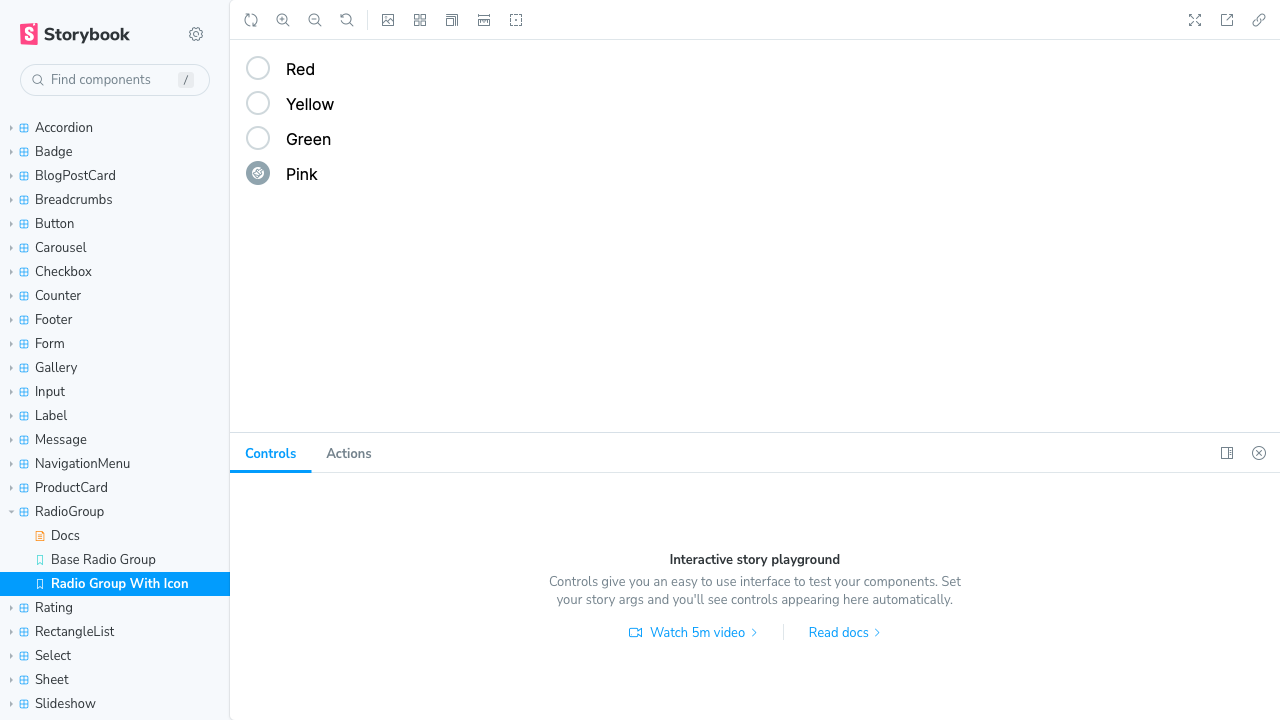 Storybook
Find components /
Accordion
Badge
BlogPostCard
Breadcrumbs
Button
Carousel
Checkbox
Counter
Footer
Form
Gallery
Input
Label
Message
NavigationMenu
ProductCard
RadioGroup
Docs
Base Radio Group
Radio Group With Icon
Rating
RectangleList
Select
Sheet
Slideshow
Red
Yellow
Green
Pink
Controls Actions
Interactive story playground
Controls give you an easy to use interface to test your components. Set
your story args and you'll see controls appearing here automatically.
Watch 5m video Read docs